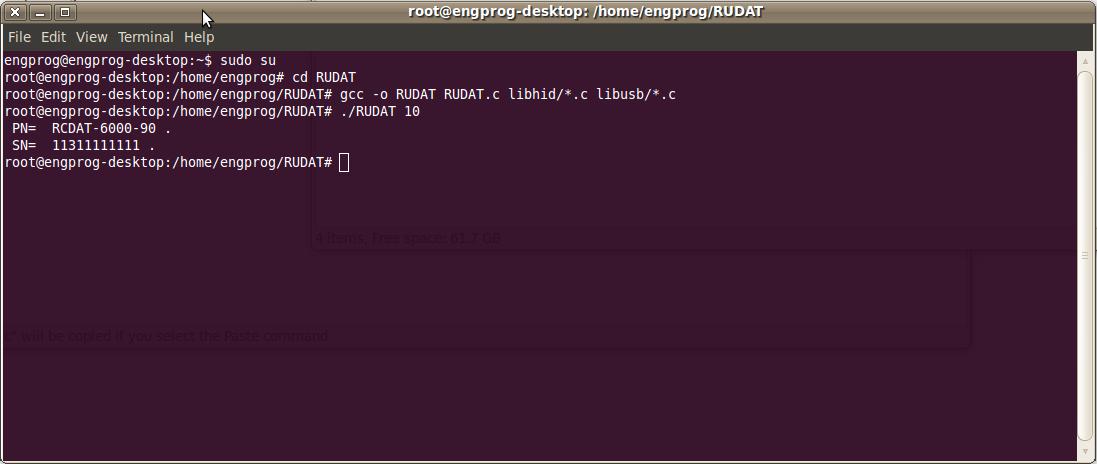 root@engprog-desktop: /home/engprog/RUDAT
File Edit View Terminal Help
engprog@engprog-desktop:~$ sudo su
root@engprog-desktop:/home/engprog# cd RUDAT
root@engprog-desktop:/home/engprog/RUDAT# gcc -o RUDAT RUDAT.c libhid/*.c libusb/*.c
root@engprog-desktop:/home/engprog/RUDAT# ./RUDAT 10
PN= RCDAT-6000-90 .
SN= 11311111111 .
root@engprog-desktop:/home/engprog/RUDAT#
4 items, Free space: 61.7 GB
c" will be copied if you select the Paste command